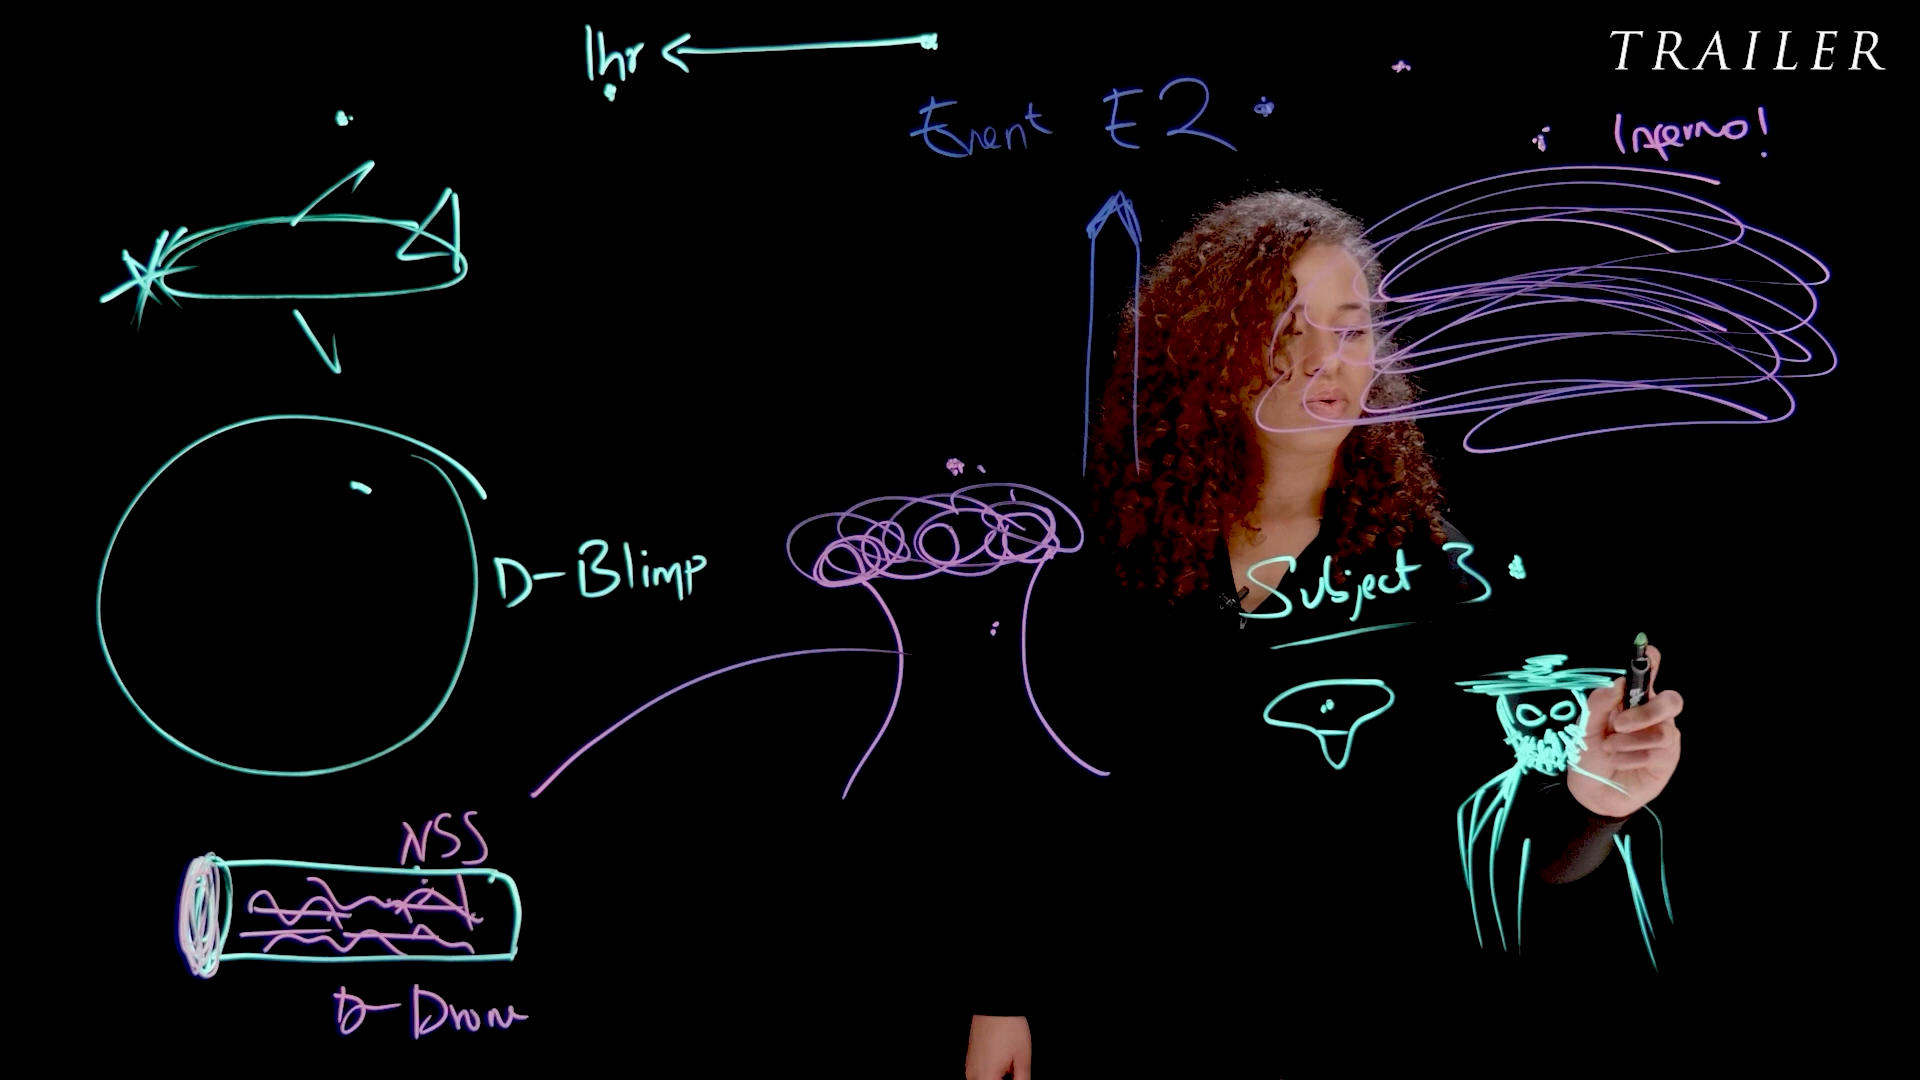 1hr
TRAILER
Event E2
Inferno!
D-Blimp
Subject 3
NSS
D-Drone